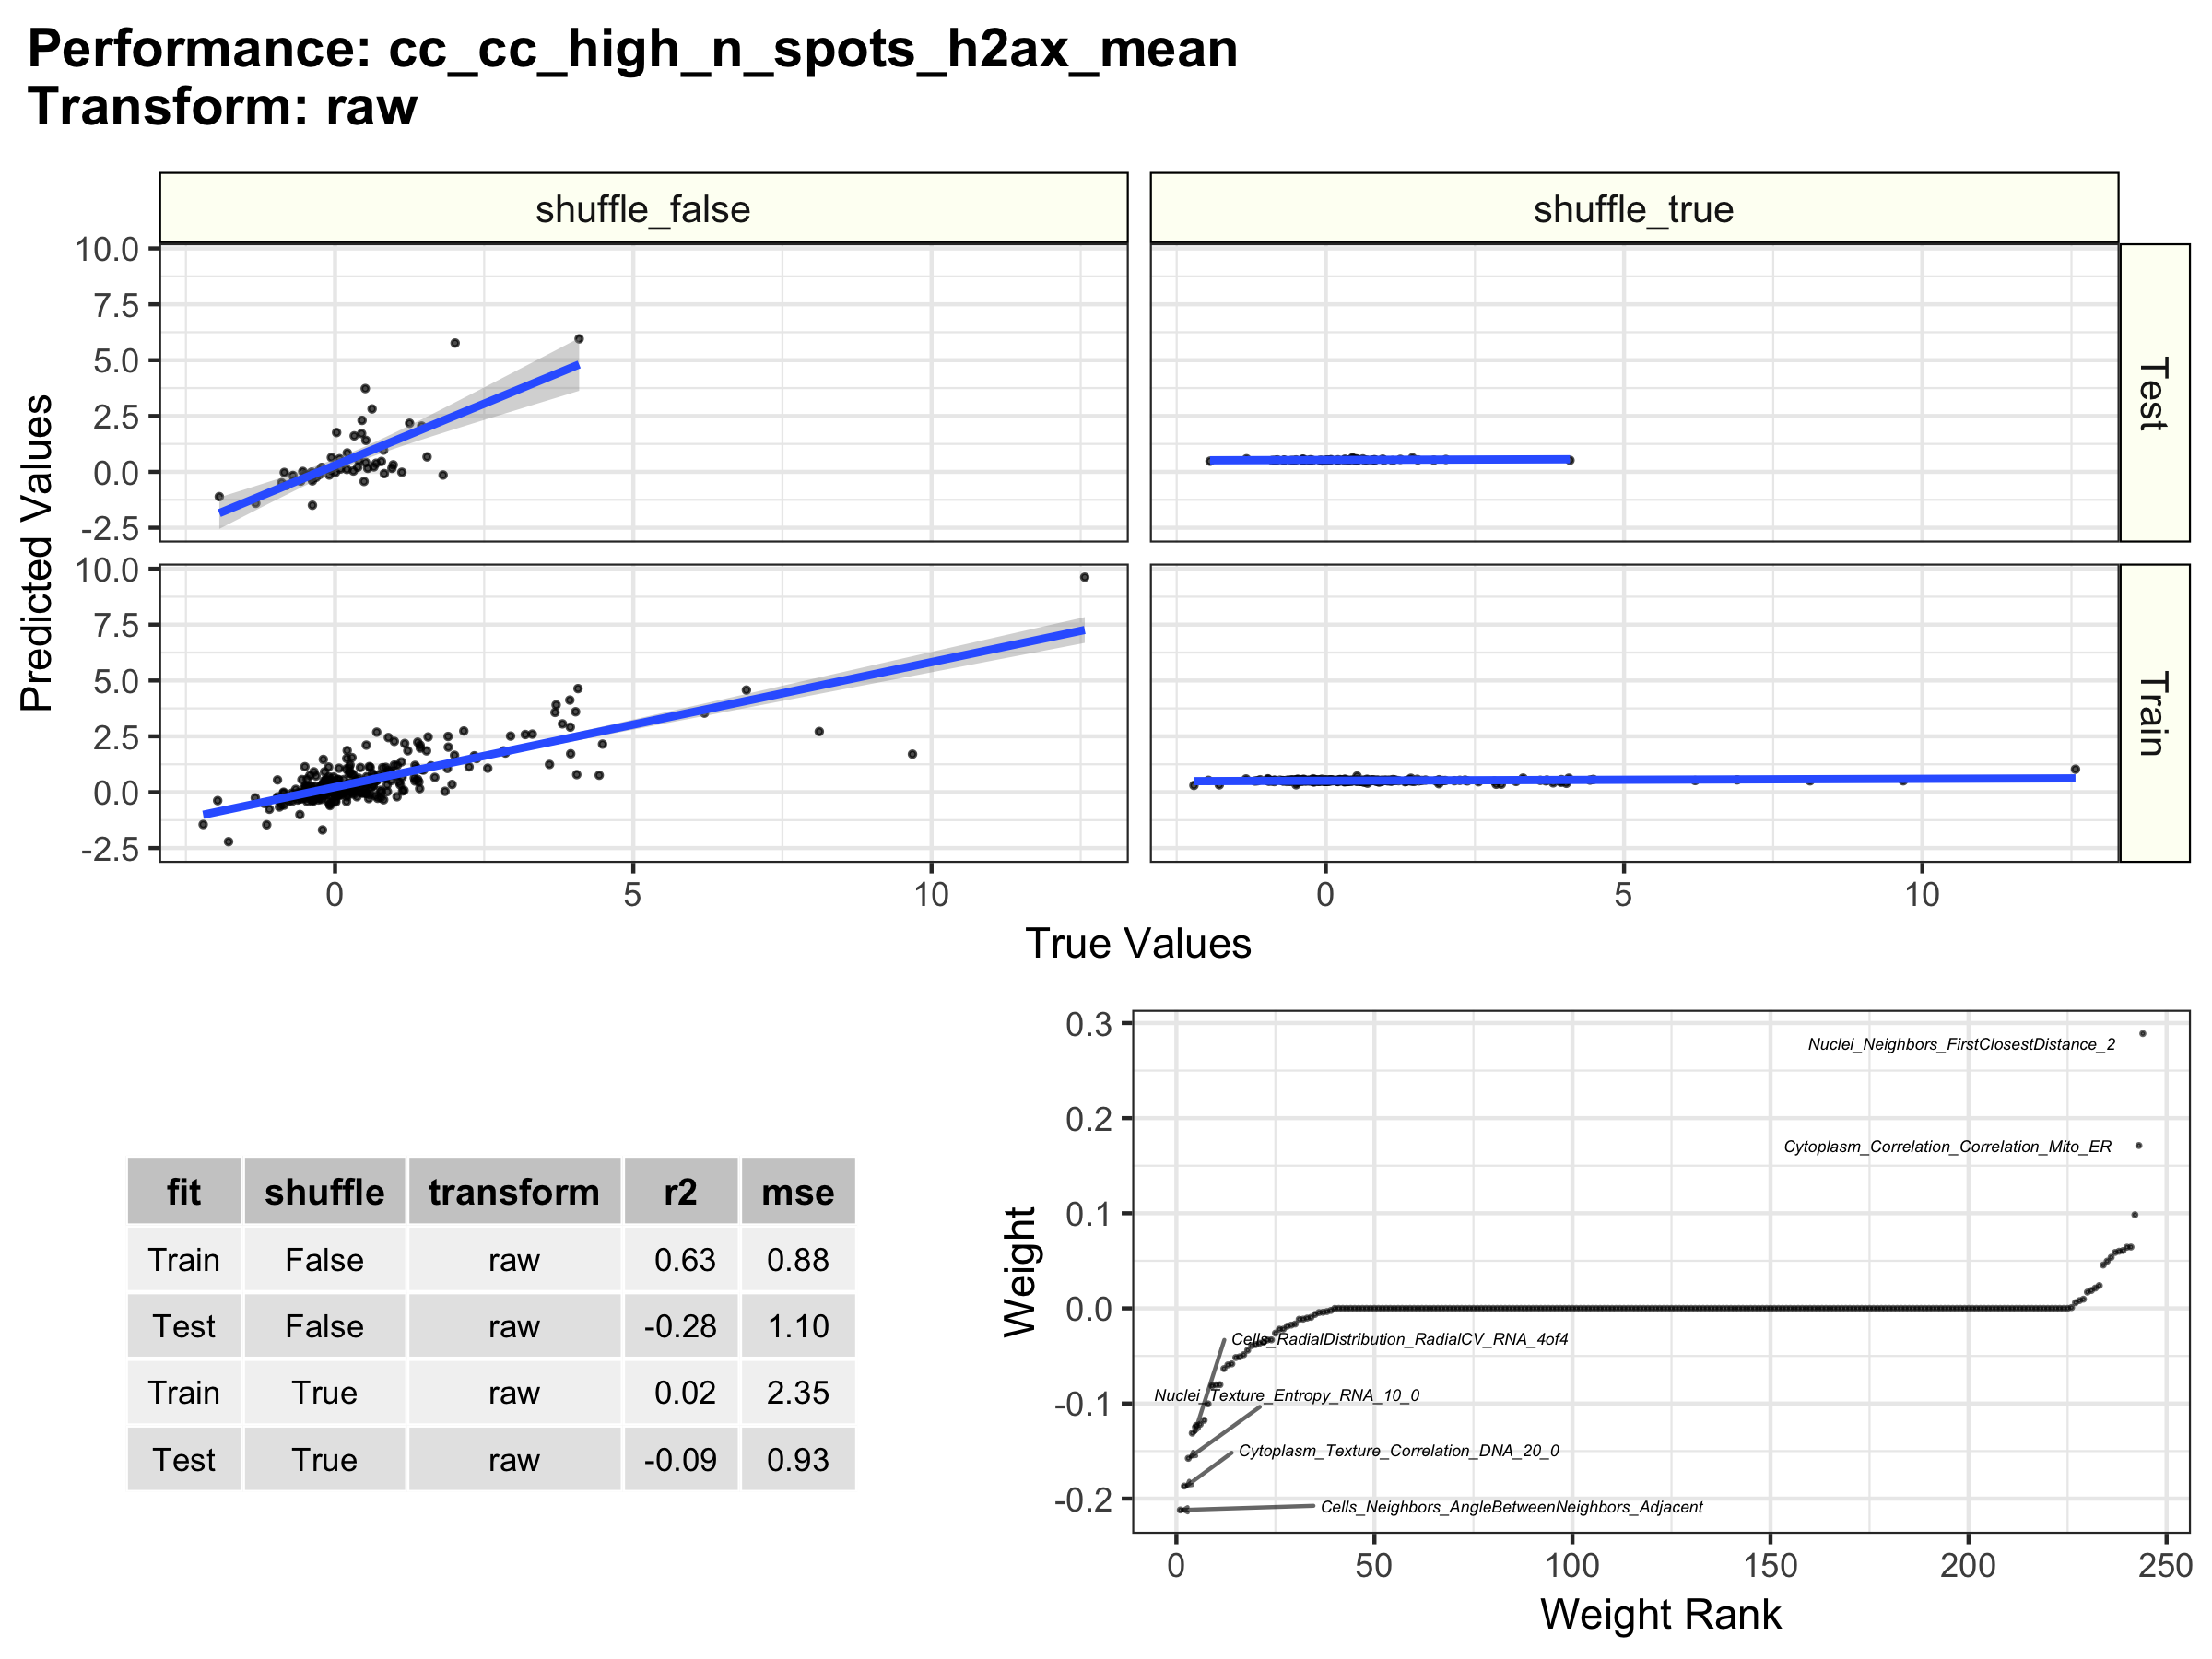 Performance: cc_cc_high_n_spots_h2ax_mean
Transform: raw
shuffle_false
shuffle_true
10.0
7.5
5.0
2.5
0.0
-2.5
Test
10.0
7.5
5.0
2.5
0.0
-2.5
Train
Predicted Values
0
5
10
0
5
10
True Values
fit shuffle transform r2 mse
Train False raw 0.63 0.88
Test False raw -0.28 1.10
Train True raw 0.02 2.35
Test True raw -0.09 0.93
Weight
0.3
0.2
0.1
0.0
-0.1
-0.2
Nuclei_Neighbors_FirstClosestDistance_2
Cytoplasm_Correlation_Correlation_Mito_ER
Cells_RadialDistribution_RadialCV_RNA_4of4
Nuclei_Texture_Entropy_RNA_10_0
Cytoplasm_Texture_Correlation_DNA_20_0
Cells_Neighbors_AngleBetweenNeighbors_Adjacent
0
50
100
150
200
250
Weight Rank